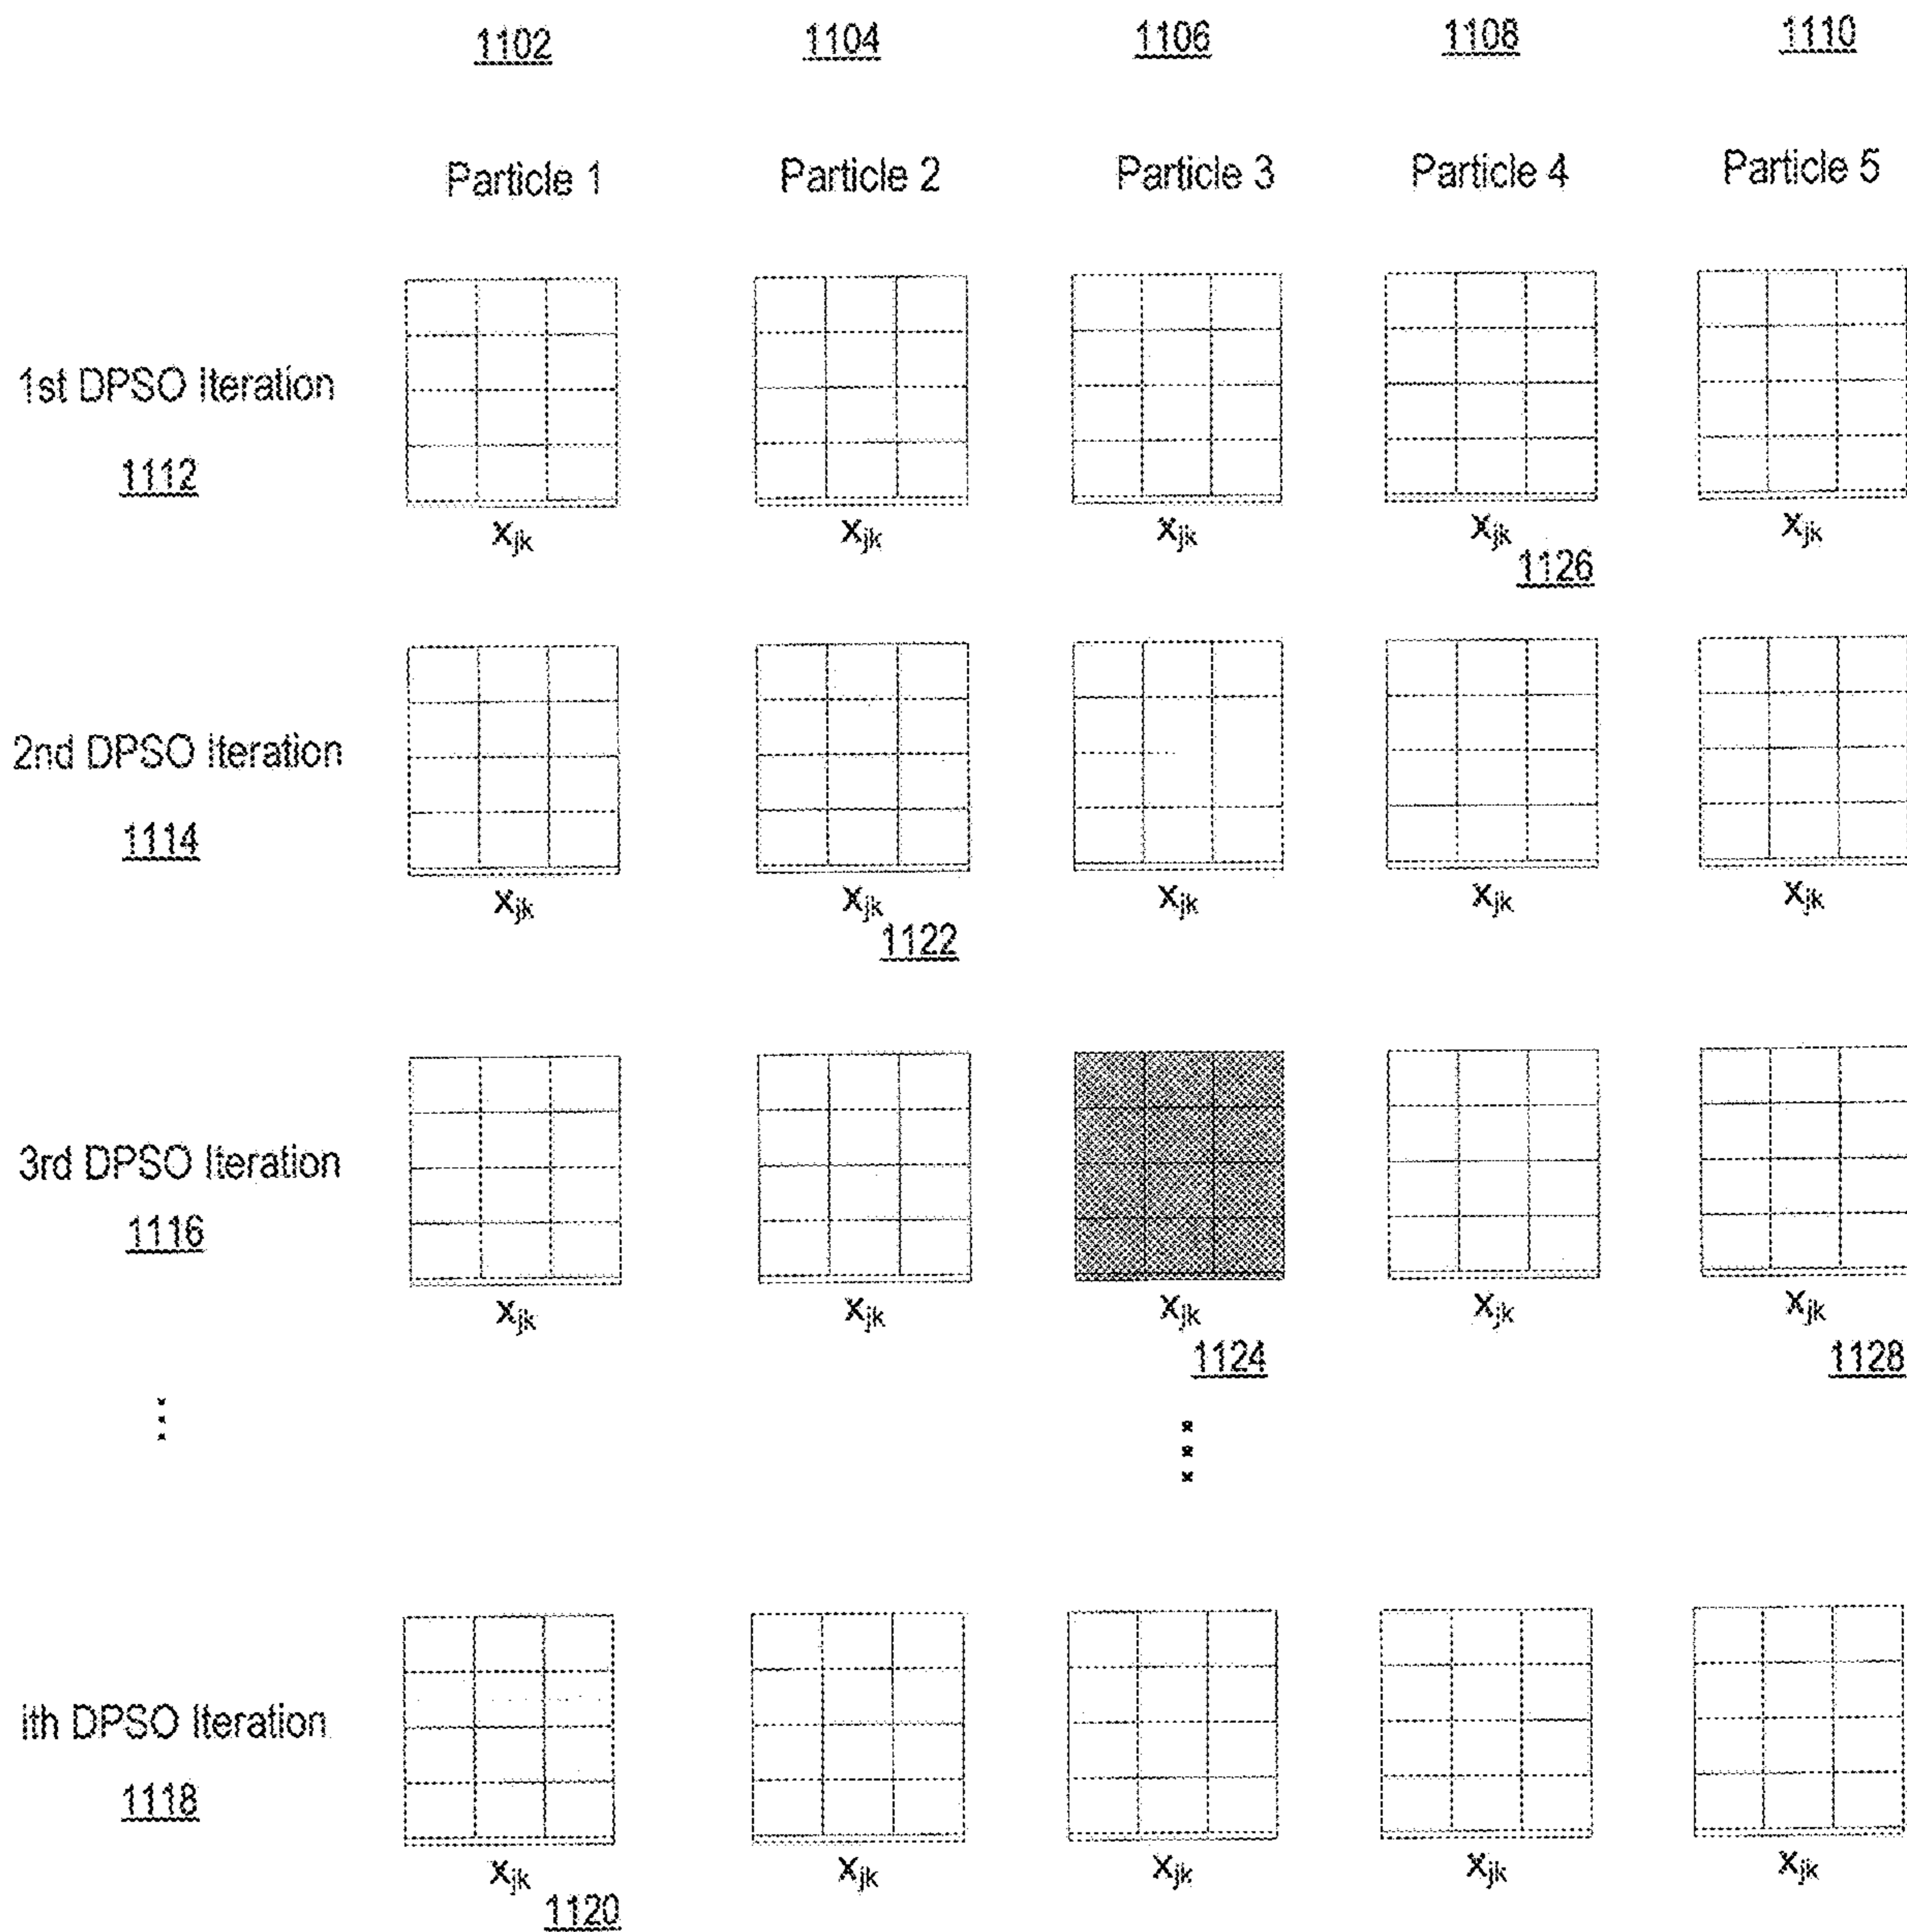 1102 1104 1106 1108 1110
Particle 1 Particle 2 Particle 3 Particle 4 Particle 5
1st DPSO Iteration
1112
xjk xjk xjk xjk xjk
1126
2nd DPSO Iteration
1114
xjk xjk xjk xjk xjk
1122
3rd DPSO Iteration
1116
xjk xjk xjk xjk xjk
1124 1128
ith DPSO Iteration
1118
xjk xjk xjk xjk xjk
1120